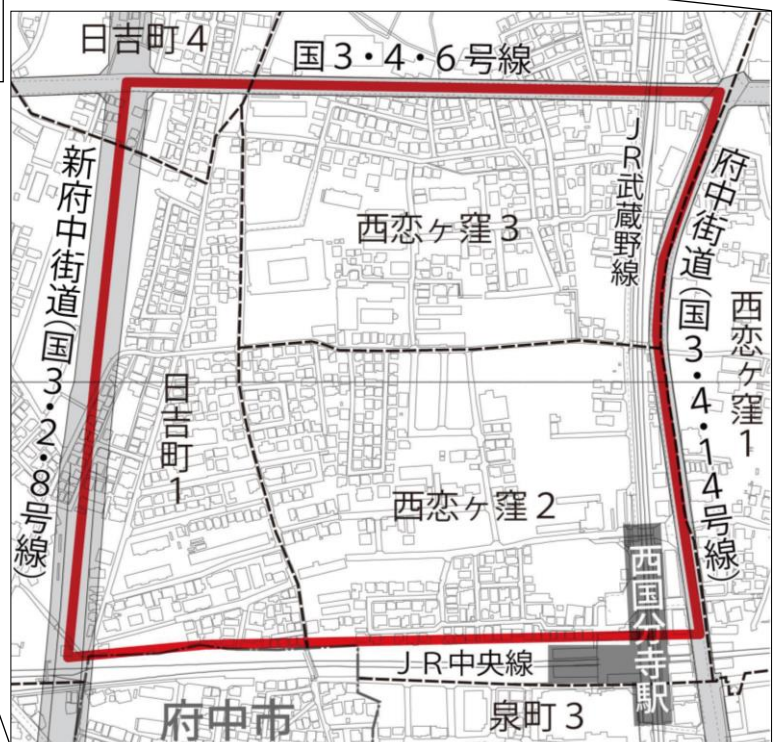 日吉町4
国3・4・6号線
新府中街道(国3・2・8号線)
JR武蔵野線
府中街道(国3・4・14号線)
西恋ヶ窪3
西恋ヶ窪1
日吉町1
西恋ヶ窪2
西国分寺駅
JR中央線
府中市
泉町3